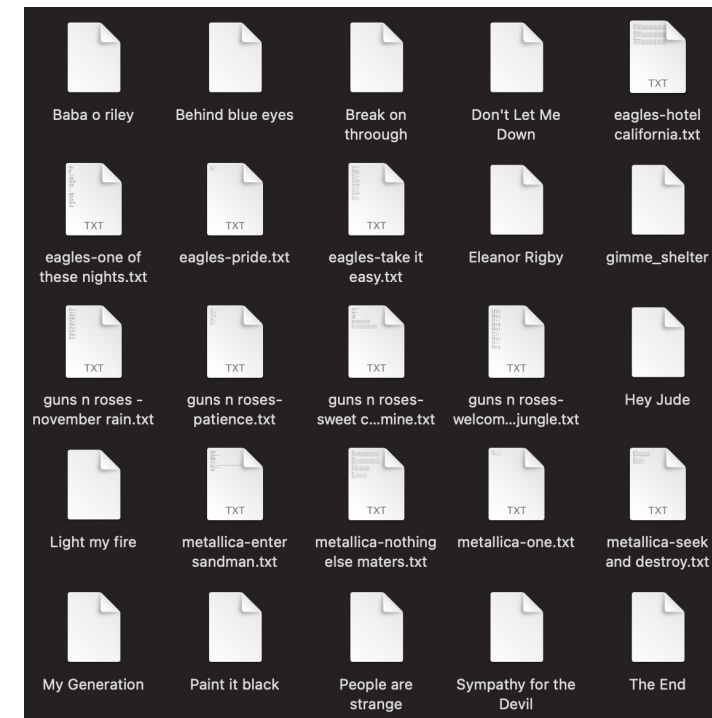 Baba o riley
Behind blue eyes
Break on
throough
Don't Let Me
Down
TXT
eagles-hotel
california.txt
TXT
eagles-one of
these nights.txt
TXT
eagles-pride.txt
TXT
eagles-take it
easy.txt
Eleanor Rigby
gimme_shelter
TXT
guns n roses -
november rain.txt
TXT
guns n roses-
patience.txt
TXT
guns n roses-
sweet c...mine.txt
TXT
guns n roses-
welcom...jungle.txt
Hey Jude
Light my fire
TXT
metallica-enter
sandman.txt
TXT
metallica-nothing
else maters.txt
TXT
metallica-one.txt
TXT
metallica-seek
and destroy.txt
My Generation
Paint it black
People are
strange
Sympathy for the
Devil
The End